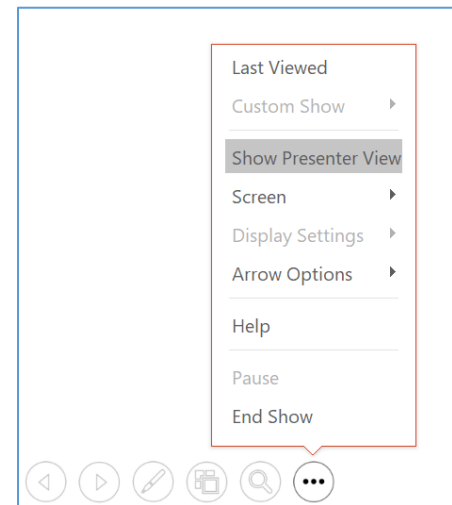 Last Viewed
Custom Show
Show Presenter View
Screen
Display Settings
Arrow Options
Help
Pause
End Show